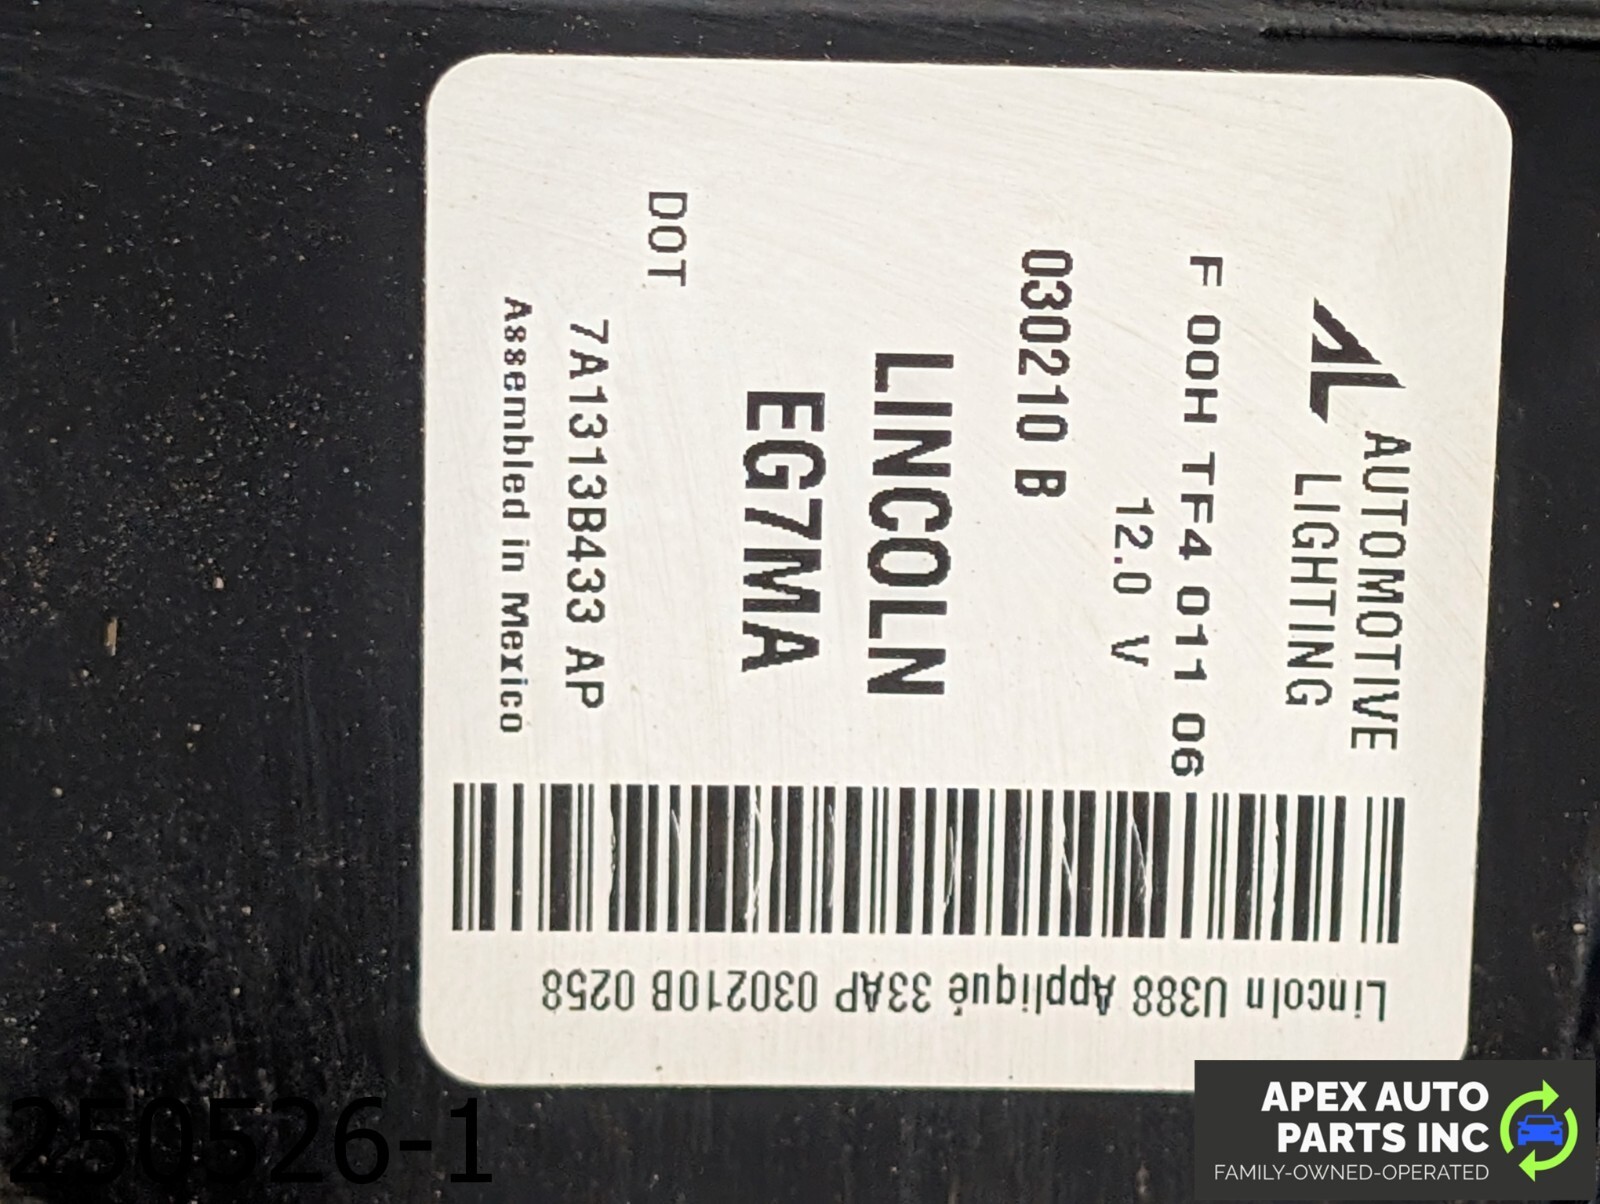 AUTOMOTIVE
LIGHTING
F 00H TF4 011 06
12.0 V
030210 B
LINCOLN
EG7MA
DOT
7A1313B433 AP
Assembled in Mexico
Lincoln U388 Appliqué 33AP 030210B 0258
250526-1
APEX AUTO
PARTS INC
FAMILY-OWNED-OPERATED